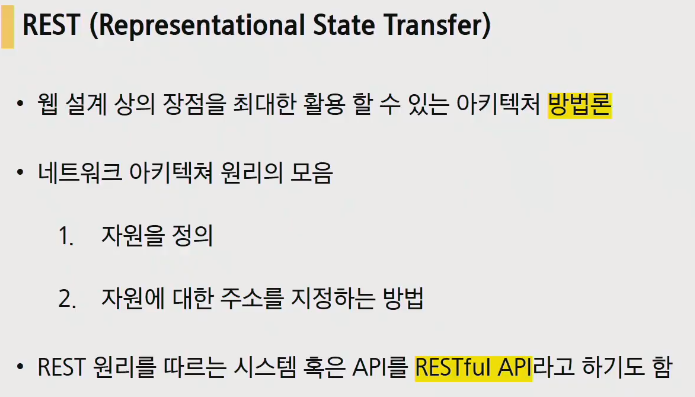 REST (Representational State Transfer)
• 웹 설계 상의 장점을 최대한 활용 할 수 있는 아키텍처 방법론
• 네트워크 아키텍쳐 원리의 모음
1. 자원을 정의
2. 자원에 대한 주소를 지정하는 방법
• REST 원리를 따르는 시스템 혹은 API를 RESTful API라고 하기도 함